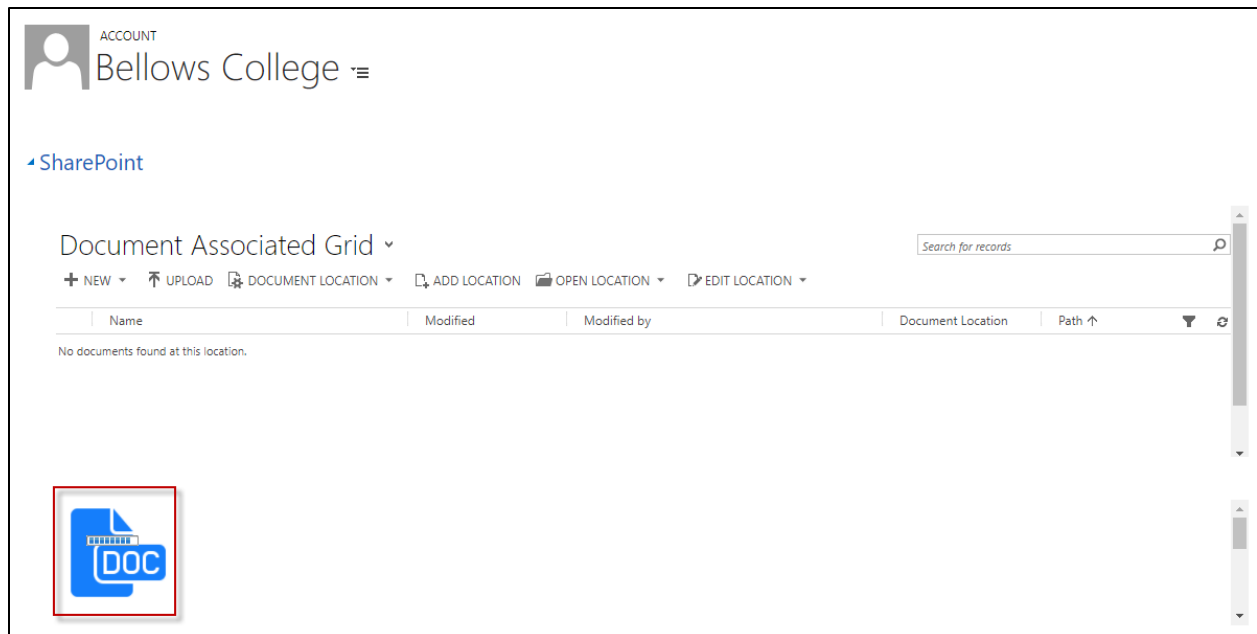 ACCOUNT
Bellows College
SharePoint
Document Associated Grid
Search for records
NEW UPLOAD DOCUMENT LOCATION ADD LOCATION OPEN LOCATION EDIT LOCATION
Name Modified Modified by Document Location Path ↑
No documents found at this location.
DOC